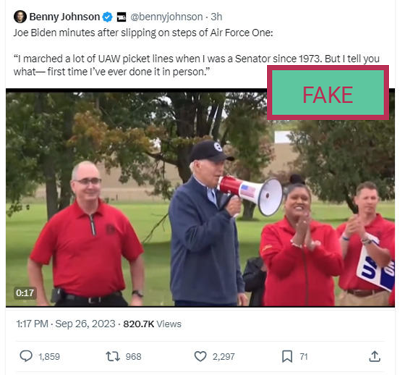 Benny Johnson @bennyjohnson · 3h
Joe Biden minutes after slipping on steps of Air Force One:
“I marched a lot of UAW picket lines when I was a Senator since 1973. But I tell you
what— first time I’ve ever done it in person.”
FAKE
0:17
1:17 PM · Sep 26, 2023 · 820.7K Views
1,859 968 2,297 71